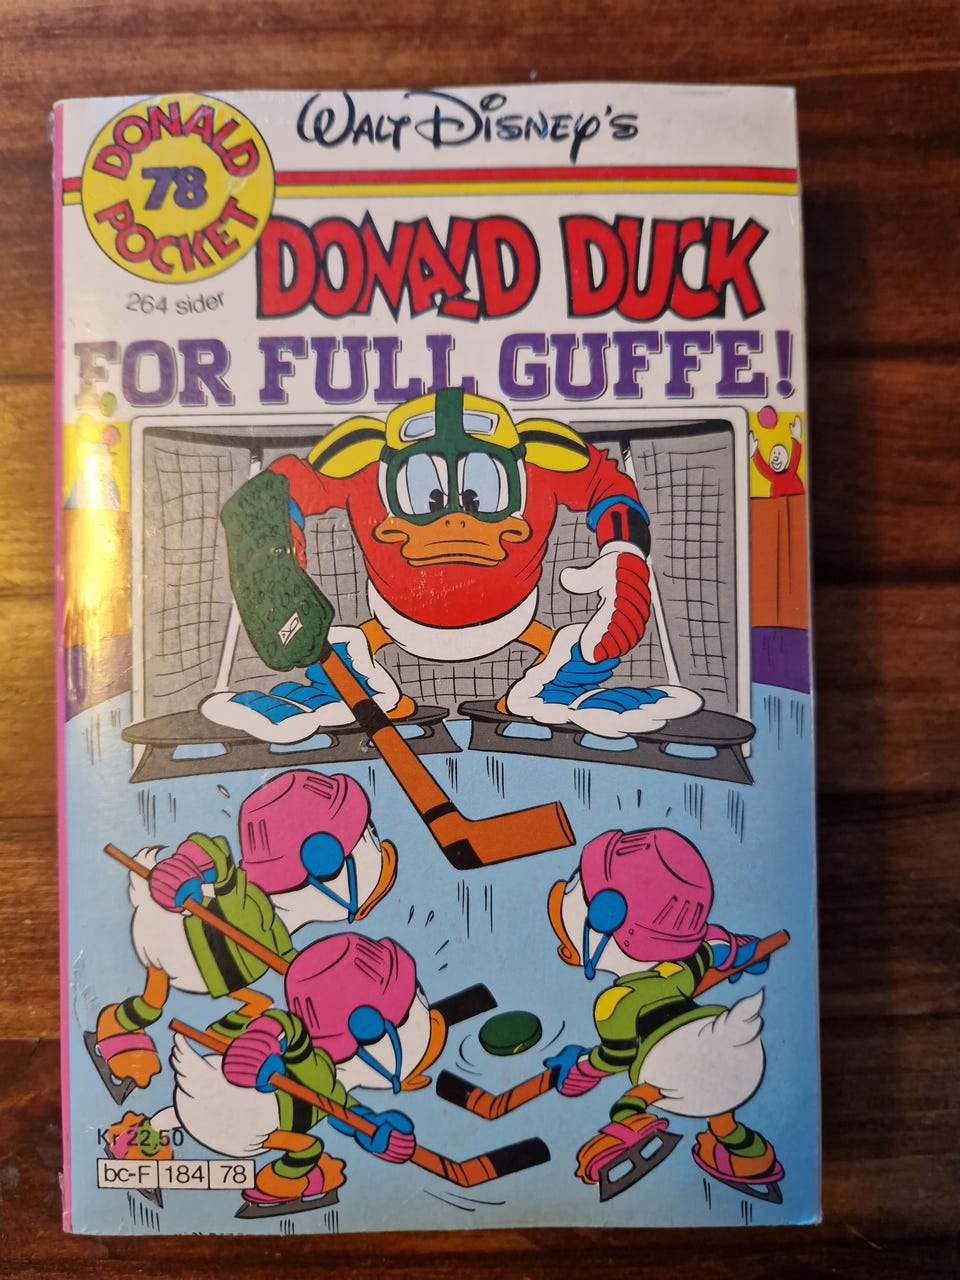 WALT DISNEY'S
DONALD
78
POCKET
264 sider
DONALD DUCK
FOR FULL GUFFE!
Kr 22,50
bc-F 184 78